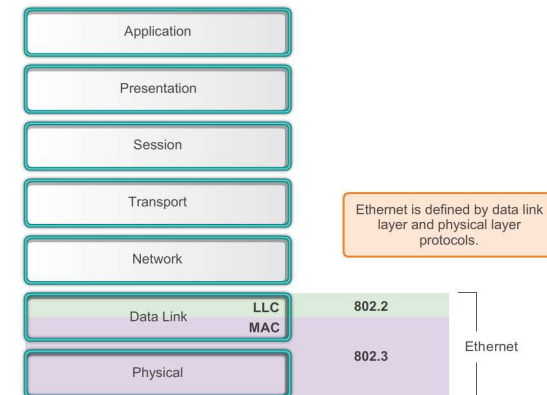 Application
Presentation
Session
Transport
Ethernet is defined by data link
layer and physical layer
protocols.
Network
Data Link
LLC
802.2
MAC
802.3
Ethernet
Physical